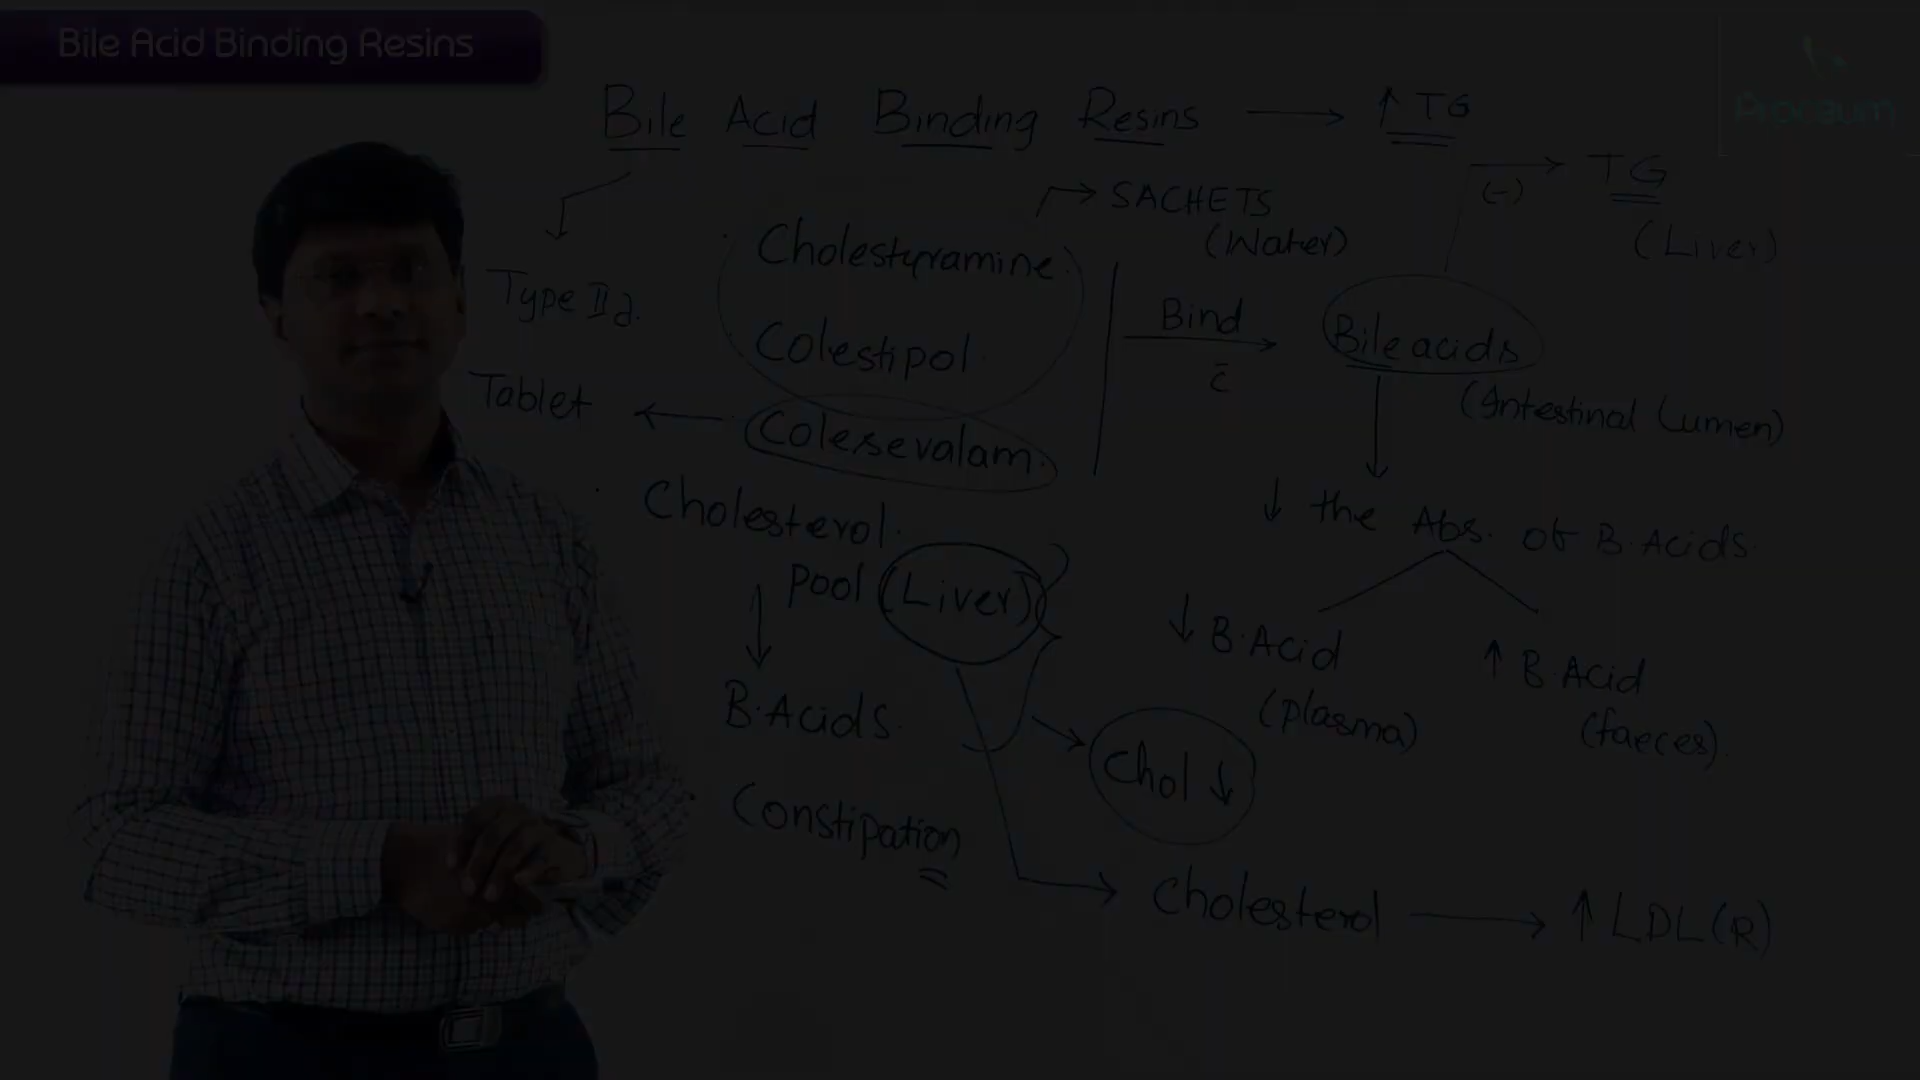 Bile Acid Binding Resins
Bile Acid Binding Resins → ↑ TG
(-) → TG
(Liver)
SACHETS
(Water)
Cholestyramine
Type IIa.
Bind
c̄
Bile acids
(Intestinal Lumen)
Colestipol
Tablet
Colesevalam
Cholesterol
Pool (Liver)
↓ the Abs. of B.Acids
↓ B.Acid
(plasma)
↑ B.Acid
(faeces)
B.Acids
Chol ↓
Constipation
Cholesterol → ↑ LDL(R)